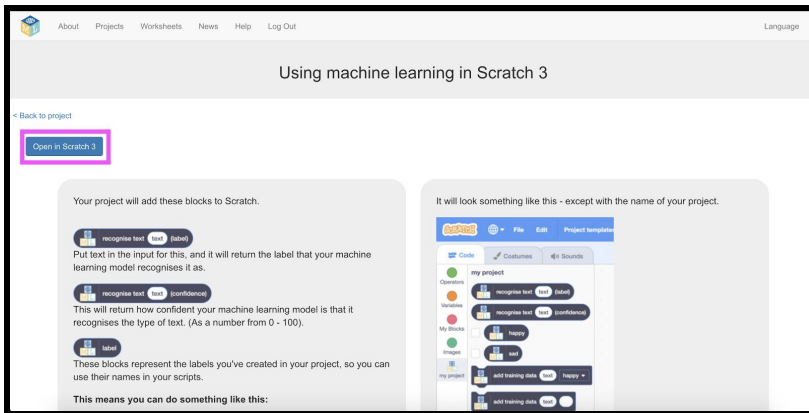 About Projects Worksheets News Help Log Out Language
Using machine learning in Scratch 3
< Back to project
Open in Scratch 3
Your project will add these blocks to Scratch.
recognise text text (label)
Put text in the input for this, and it will return the label that your machine
learning model recognises it as.
recognise text text (confidence)
This will return how confident your machine learning model is that it
recognises the type of text. (As a number from 0 - 100).
label
These blocks represent the labels you've created in your project, so you can
use their names in your scripts.
This means you can do something like this:
It will look something like this - except with the name of your project.
SCRATCH File Edit Project templates
Code Costumes Sounds
my project
Operators
recognise text text (label)
Variables
recognise text text (confidence)
My Blocks
happy
Images
sad
my project
add training data text happy
add training data text